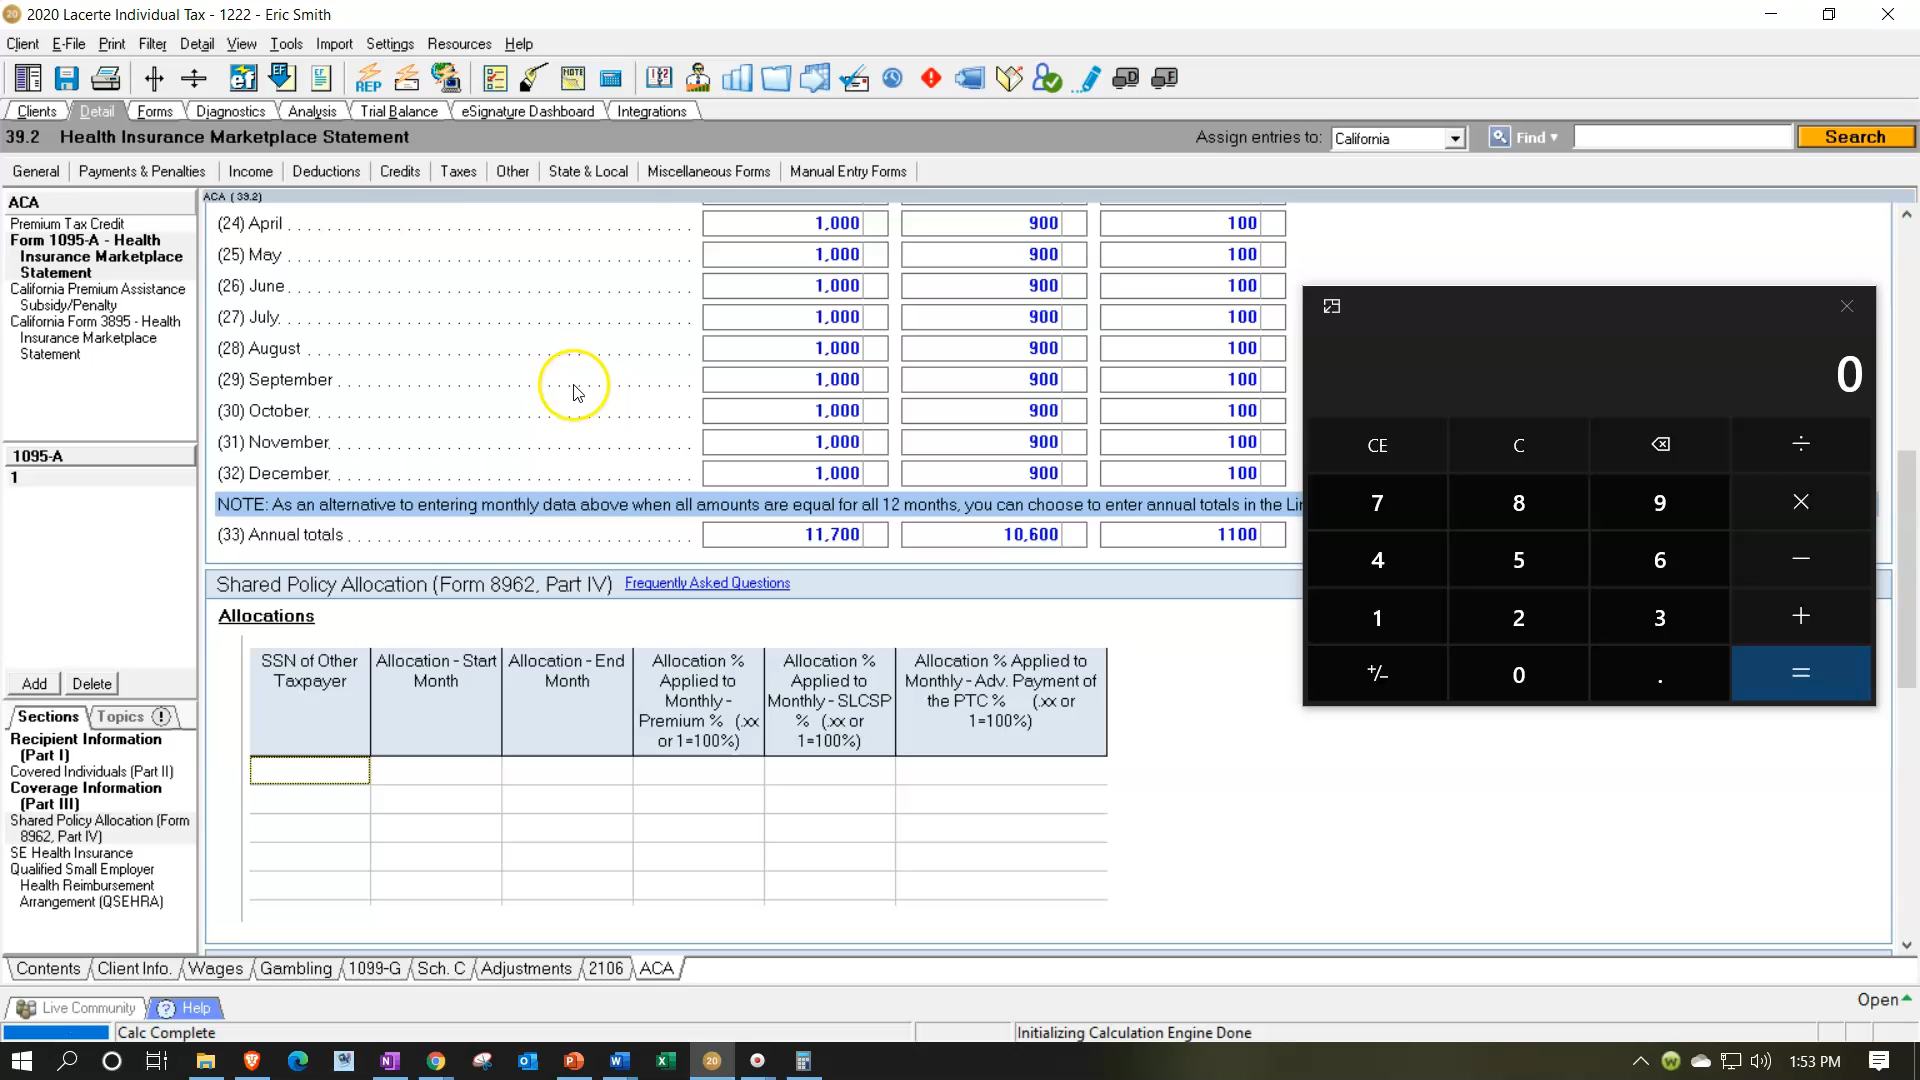 2020 Lacerte Individual Tax - 1222 - Eric Smith
Client E-File Print Filter Detail View Tools Import Settings Resources Help
Clients Detail Forms Diagnostics Analysis Trial Balance eSignature Dashboard Integrations
39.2 Health Insurance Marketplace Statement Assign entries to: California Find Search
General Payments & Penalties Income Deductions Credits Taxes Other State & Local Miscellaneous Forms Manual Entry Forms
ACA
Premium Tax Credit
Form 1095-A - Health
Insurance Marketplace
Statement
California Premium Assistance
Subsidy/Penalty
California Form 3895 - Health
Insurance Marketplace
Statement
1095-A
1
Add Delete
Sections Topics
Recipient Information
(Part I)
Covered Individuals (Part II)
Coverage Information
(Part III)
Shared Policy Allocation (Form
8962, Part IV)
SE Health Insurance
Qualified Small Employer
Health Reimbursement
Arrangement (QSEHRA)
ACA ( 39.2)
(24) April 1,000 900 100
(25) May 1,000 900 100
(26) June 1,000 900 100
(27) July 1,000 900 100
(28) August 1,000 900 100
(29) September 1,000 900 100
(30) October 1,000 900 100
(31) November 1,000 900 100
(32) December 1,000 900 100
NOTE: As an alternative to entering monthly data above when all amounts are equal for all 12 months, you can choose to enter annual totals in the
(33) Annual totals 11,700 10,600 1100
Shared Policy Allocation (Form 8962, Part IV) Frequently Asked Questions
Allocations
SSN of Other
Taxpayer
Allocation - Start
Month
Allocation - End
Month
Allocation %
Applied to
Monthly -
Premium % (.xx
or 1=100%)
Allocation %
Applied to
Monthly - SLCSP
% (.xx or
1=100%)
Allocation % Applied to
Monthly - Adv. Payment of
the PTC % (.xx or
1=100%)
0
CE C ÷
7 8 9 ×
4 5 6 −
1 2 3 +
+/− 0 . =
Contents Client Info. Wages Gambling 1099-G Sch. C Adjustments 2106 ACA
Live Community Help
Open
Calc Complete Initializing Calculation Engine Done
1:53 PM